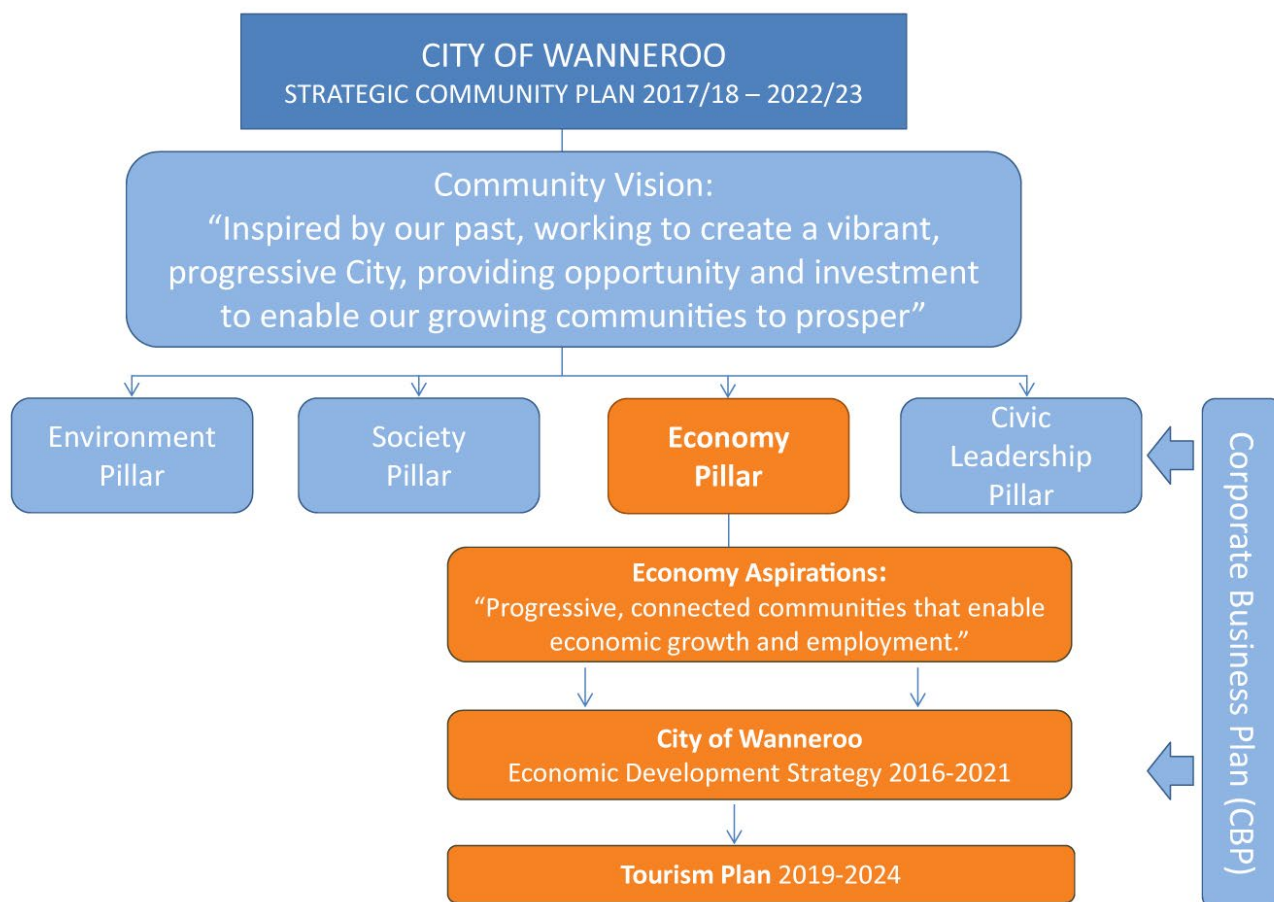 CITY OF WANNEROO
STRATEGIC COMMUNITY PLAN 2017/18 – 2022/23
Community Vision:
“Inspired by our past, working to create a vibrant,
progressive City, providing opportunity and investment
to enable our growing communities to prosper”
Environment
Pillar
Society
Pillar
Economy
Pillar
Civic
Leadership
Pillar
Economy Aspirations:
“Progressive, connected communities that enable
economic growth and employment.”
City of Wanneroo
Economic Development Strategy 2016-2021
Tourism Plan 2019-2024
Corporate Business Plan (CBP)